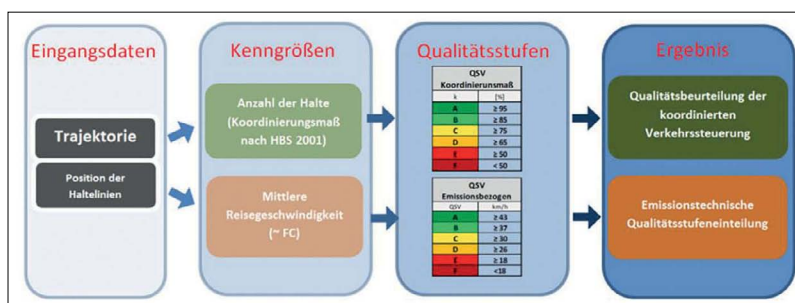 Eingangsdaten
Trajektorie
Position der
Haltelinien
Kenngrößen
Anzahl der Halte
(Koordinierungsmaß
nach HBS 2001)
Mittlere
Reisegeschwindigkeit
(~ FC)
Qualitätsstufen
QSV
Koordinierunsmaß
k [%]
A ≥ 95
B ≥ 85
C ≥ 75
D ≥ 65
E ≥ 50
F < 50
QSV
Emissionsbezogen
QSV km/h
A ≥ 43
B ≥ 37
C ≥ 30
D ≥ 26
E ≥ 18
F <18
Ergebnis
Qualitätsbeurteilung der
koordinierten
Verkehrssteuerung
Emissionstechnische
Qualitätsstufeneinteilung